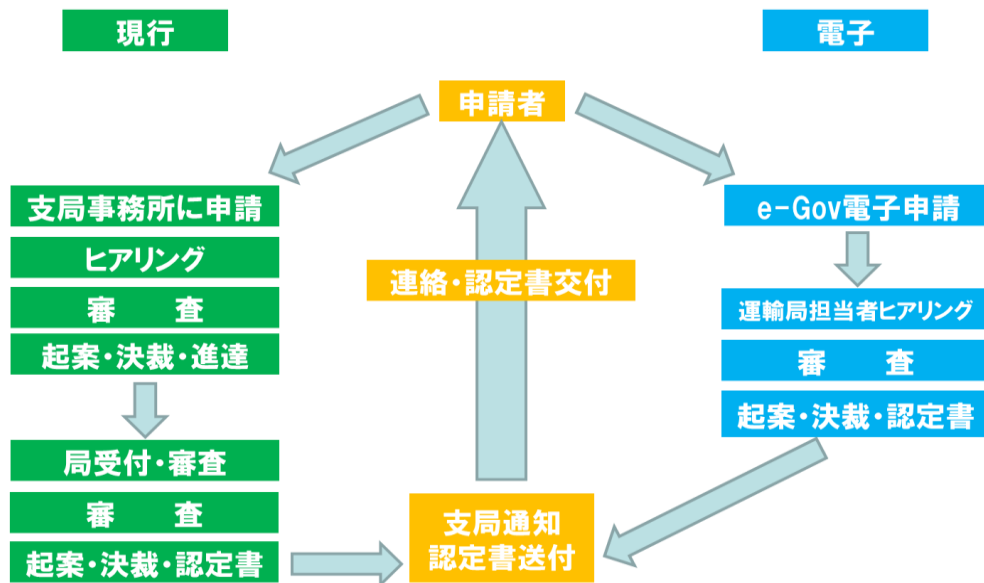 現行
電子
申請者
支局事務所に申請
ヒアリング
審　　査
起案・決裁・進達
局受付・審査
審　　査
起案・決裁・認定書
連絡・認定書交付
支局通知
認定書送付
e-Gov電子申請
運輸局担当者ヒアリング
審　　査
起案・決裁・認定書